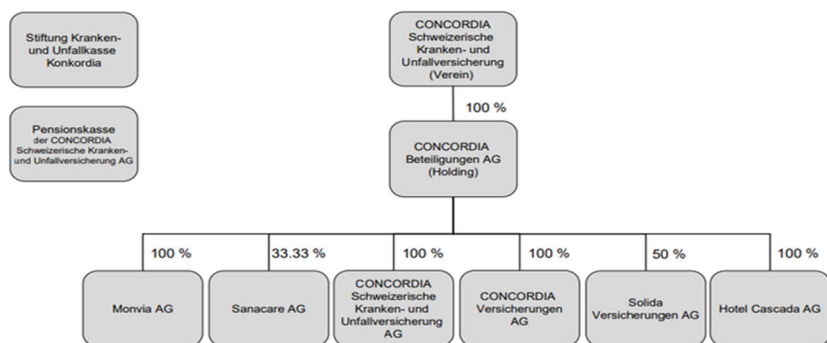 Stiftung Kranken-
und Unfallkasse
Konkordia
CONCORDIA
Schweizerische
Kranken- und
Unfallversicherung
(Verein)
100 %
Pensionskasse
der CONCORDIA
Schweizerische Kranken-
und Unfallversicherung AG
CONCORDIA
Beteiligungen AG
(Holding)
100 %
33.33 %
100 %
100 %
50 %
100 %
Monvia AG
Sanacare AG
CONCORDIA
Schweizerische
Kranken- und
Unfallversicherung
AG
CONCORDIA
Versicherungen
AG
Solida
Versicherungen AG
Hotel Cascada AG